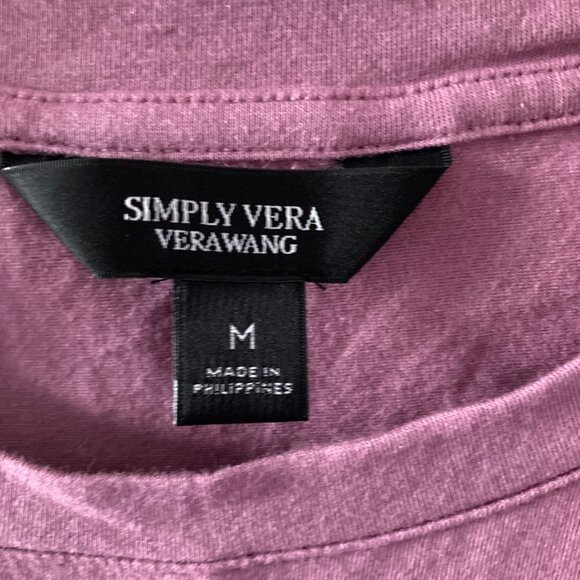 SIMPLY VERA
VERAWANG
M
MADE IN
PHILIPPINES